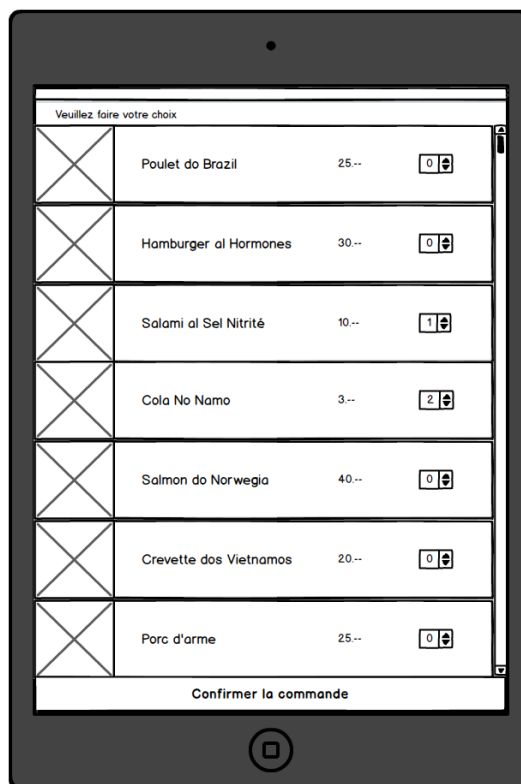 Veuillez faire votre choix
Poulet do Brazil 25.-- 0
Hamburger al Hormones 30.-- 0
Salami al Sel Nitrité 10.-- 1
Cola No Namo 3.-- 2
Salmon do Norwegia 40.-- 0
Crevette dos Vietnamos 20.-- 0
Porc d'arme 25.-- 0
Confirmer la commande